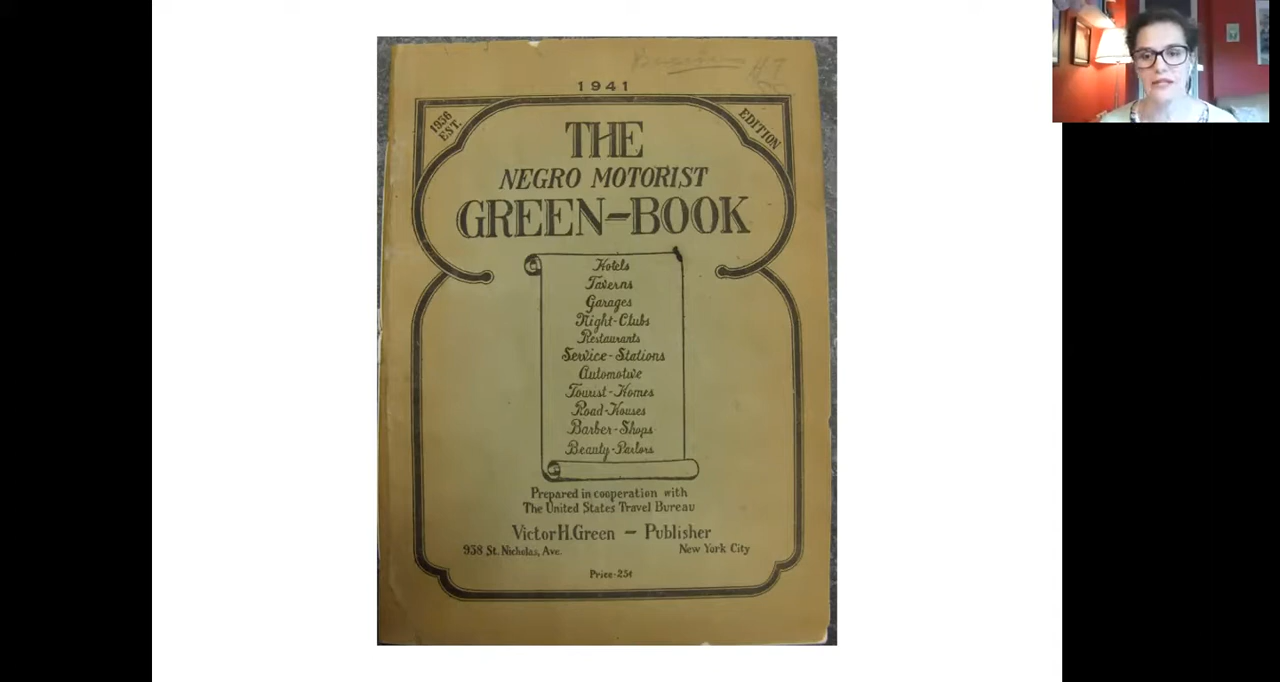 1941
1936
EST.
EDITION
THE
NEGRO MOTORIST
GREEN-BOOK
Hotels
Taverns
Garages
Night-Clubs
Restaurants
Service-Stations
Automotive
Tourist-Homes
Road-Houses
Barber-Shops
Beauty-Parlors
Prepared in cooperation with
The United States Travel Bureau
Victor H. Green - Publisher
938 St. Nicholas, Ave.
New York City
Price-25¢